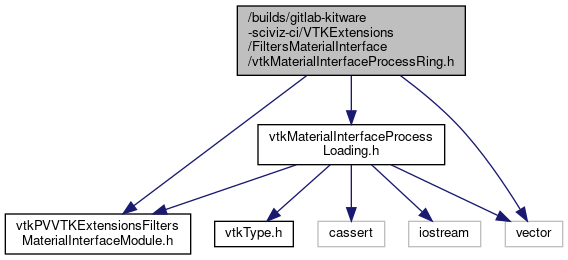 /builds/gitlab-kitware
-sciviz-ci/VTKExtensions
/FiltersMaterialInterface
/vtkMaterialInterfaceProcessRing.h
vtkMaterialInterfaceProcess
Loading.h
vtkPVVTKExtensionsFilters
MaterialInterfaceModule.h
vtkType.h
cassert
iostream
vector